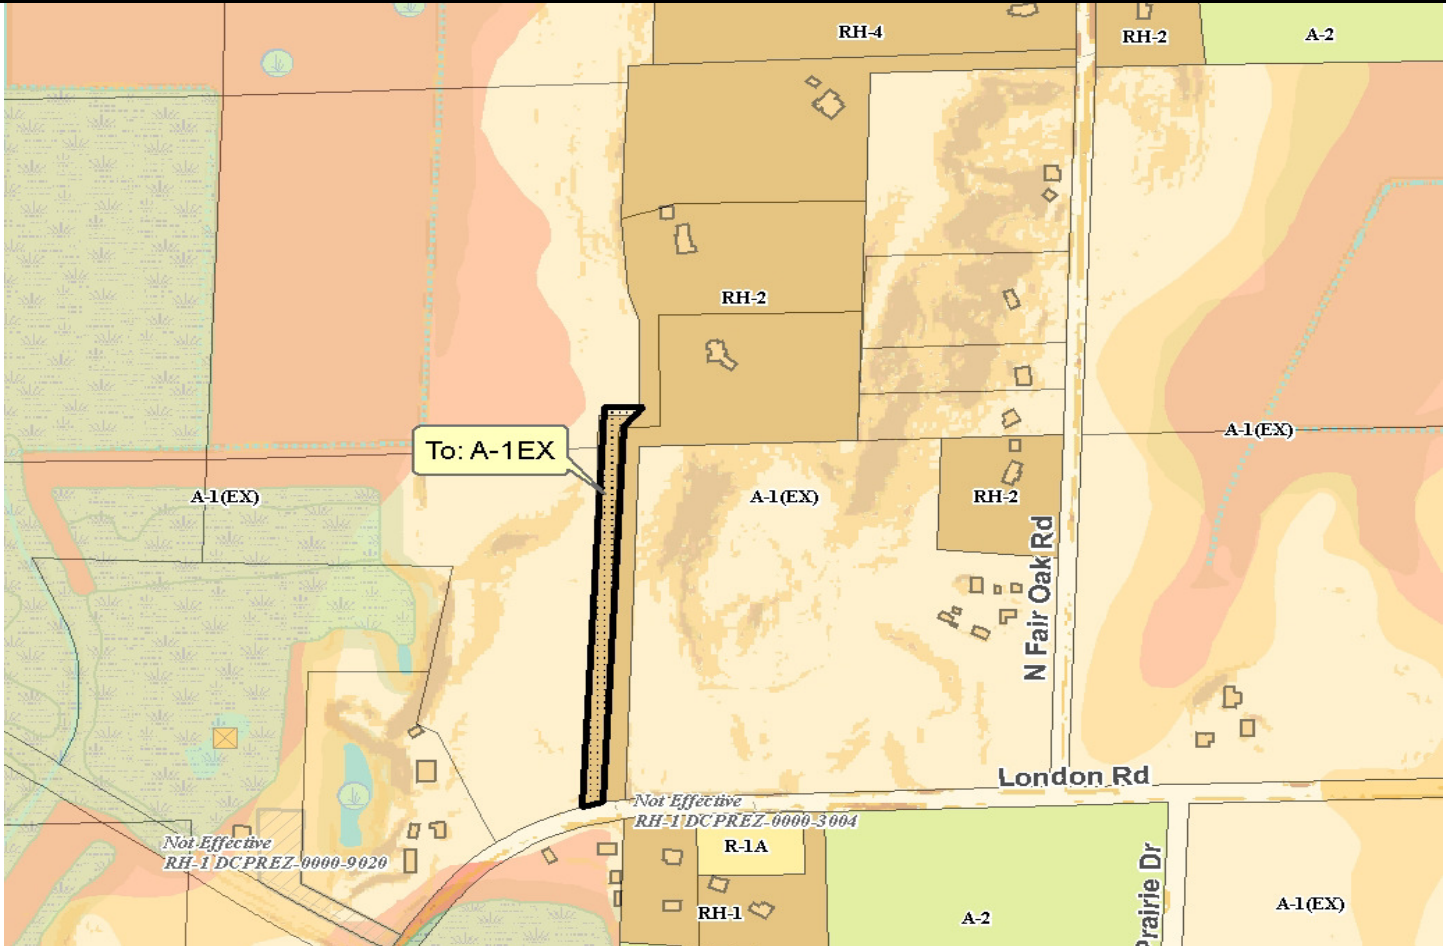 RH-4
RH-2
A-2
RH-2
To: A-1EX
A-1(EX)
A-1(EX)
A-1(EX)
RH-2
N Fair Oak Rd
London Rd
Not Effective
RH-1 DCPREZ-0000-3004
Not Effective
RH-1 DCPREZ-0000-9020
R-1A
RH-1
A-2
Prairie Dr
A-1(EX)